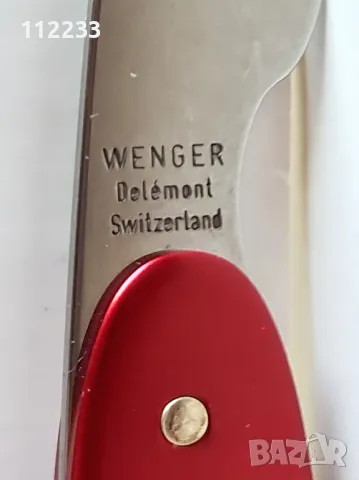 112233
WENGER
Delémont
Switzerland
BAZAR